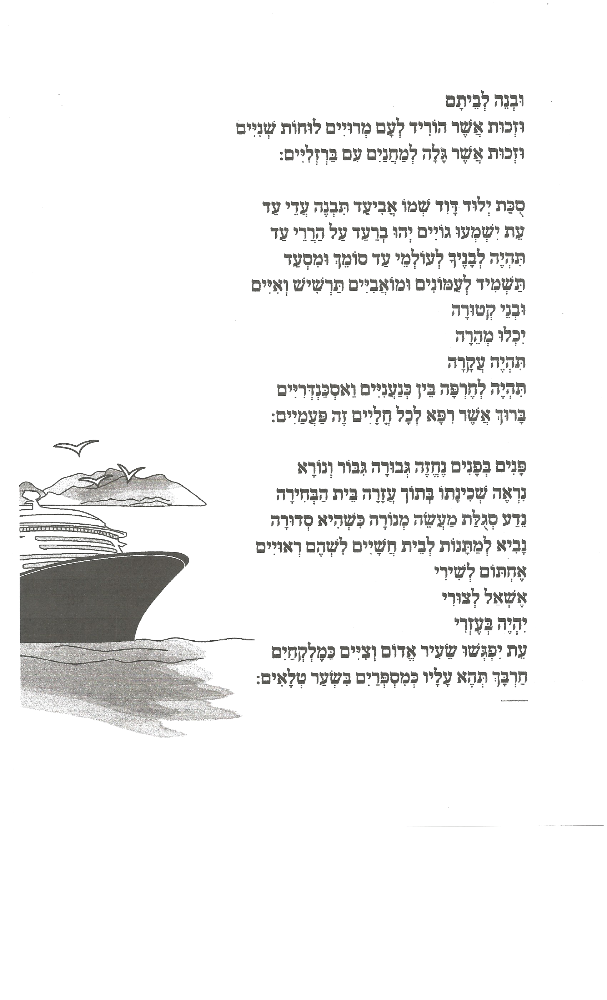 וּבְנֵה לְבֵיתָם
וּזְכוּת אֲשֶׁר הוֹרִיד לְעָם מְרוּיִים לוּחוֹת שְׁנִיִּים
וּזְכוּת אֲשֶׁר גָּלָה לְמַחֲנַיִם עִם בַּרְזְלִיִּים:
סֻכַּת יְלוּד דָּוִד שְׁמוֹ אֲבִיעַד תִּבְנֶה עֲדֵי עַד
עֵת יִשְׁמְעוּ גוֹיִים יְהוּ בְרַעַד עַל הַרֲרֵי עַד
תִּהְיֶה לְבָנֶיךָ לְעוֹלְמֵי עַד סוֹמֵךְ וּמִסְעַד
תַּשְׁמִיד לְעַמּוֹנִים וּמוֹאֲבִיִּים תַּרְשִׁישׁ וְאִיִּים
וּבְנֵי קְטוּרָה
יִכְלוּ מְהֵרָה
תִּהְיֶה עֲקָרָה
תִּהְיֶה לְחֶרְפָּה בֵּין כְּנַעֲנִיִּים וַאסְכַּנְדְּרִיִּים
בָּרוּךְ אֲשֶׁר רִפָּא לְכָל חֳלָיִים זֶה פַּעֲמַיִים:
פָּנִים בְּפָנִים נֶחֱזֶה גְּבוּרָה גִּבּוֹר וְנוֹרָא
נִרְאֶה שְׁכִינָתוֹ בְּתוֹךְ עֲזָרָה בֵּית הַבְּחִירָה
נֵדַע סְגֻלַּת מַעֲשֵׂה מְנוֹרָה כְּשְׁהִיא סְדוּרָה
נָבִיא לְמַתָּנוֹת לְבֵית חֲשָׁיִים לִשְׁהֶם רְאוּיִים
אֶחְתּוֹם לְשִׁירִי
אֶשְׁאַל לְצוּרִי
יִהְיֶה בְּעֶזְרִי
עֵת יִפְגְּשׁוּ שֵׂעִיר אֱדוֹם וְצִיִּים כַּמֶלְקְחַיִם
חַרְבָּךְ תְּהֶא עָלָיו כְּמִסְפְּרַיִם בִּשְׂעַר טְלָאִים: